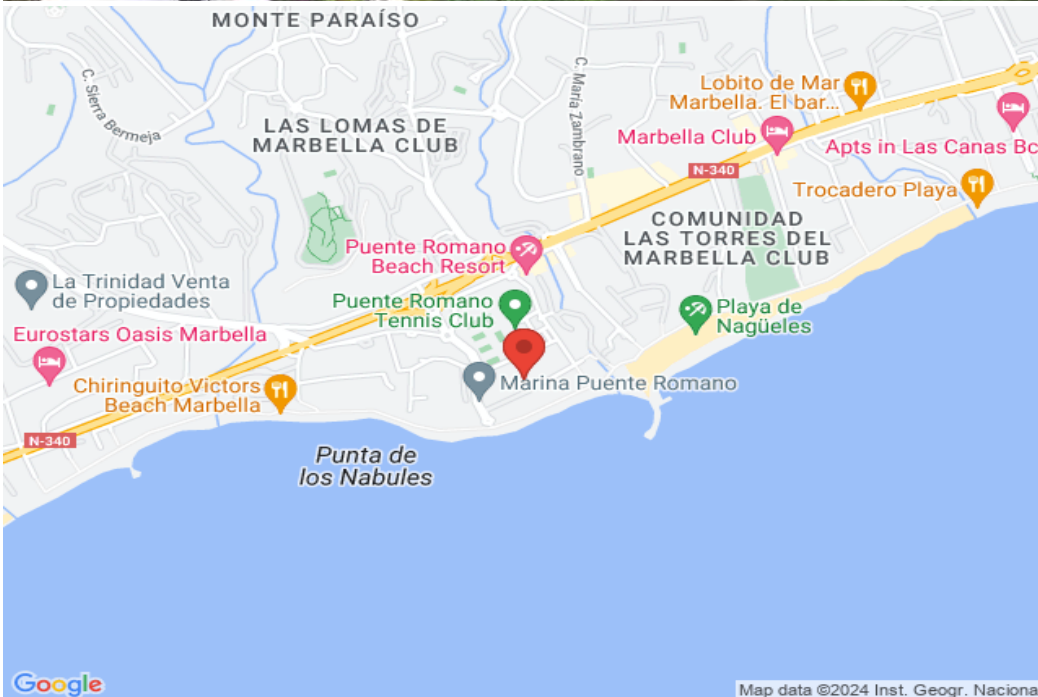 MONTE PARAÍSO
C. Sierra Bermeja
C. María Zambrano
Lobito de Mar
Marbella. El bar...
LAS LOMAS DE
MARBELLA CLUB
Marbella Club
Apts in Las Canas Bc
N-340
Trocadero Playa
COMUNIDAD
LAS TORRES DEL
MARBELLA CLUB
Puente Romano
Beach Resort
La Trinidad Venta
de Propiedades
Puente Romano
Tennis Club
Playa de
Nagüeles
Eurostars Oasis Marbella
Chiringuito Victors
Beach Marbella
Marina Puente Romano
N-340
Punta de
los Nabules
Google
Map data ©2024 Inst. Geogr. Naciona